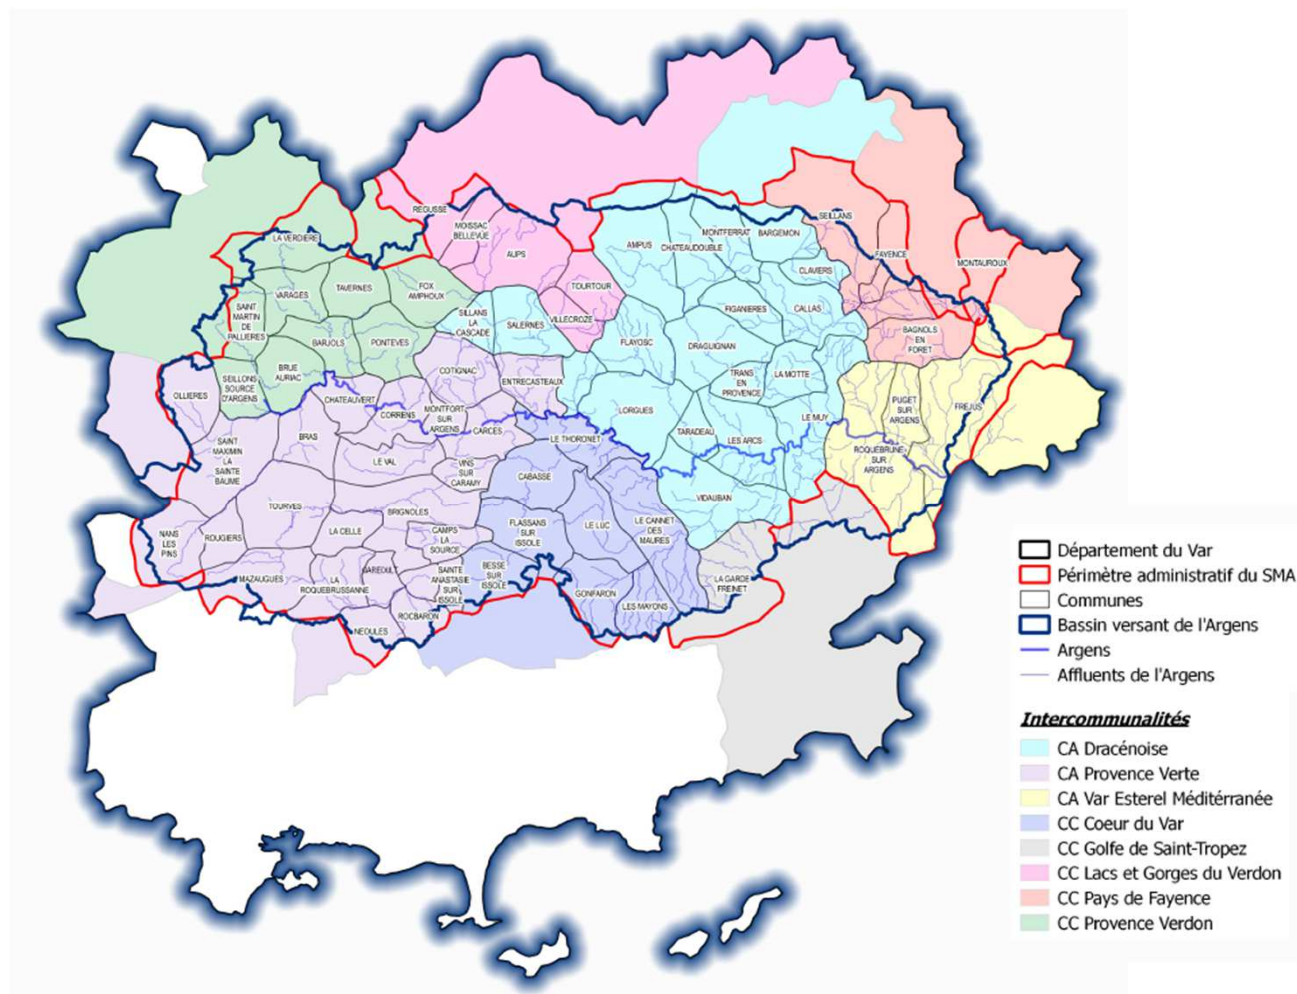 REGUSSE
MOISSAC
BELLEVUE
AUPS
LA VERDIERE
VARAGES
TAVERNES
FOX
AMPHOUX
SAINT
MARTIN
DE
PALLIERES
BARJOLS
PONTEVES
BRUE
AURIAC
SEILLONS
SOURCE
D'ARGENS
SILLANS
LA
CASCADE
SALERNES
TOURTOUR
VILLECROZE
AMPUS
CHATEAUDOUBLE
MONTFERRAT
BARGEMON
CLAVIERS
CALLAS
FIGANIERES
FLAYOSC
DRAGUIGNAN
TRANS
EN
PROVENCE
LA MOTTE
LORGUES
TARADEAU
LES ARCS
LE MUY
VIDAUBAN
SEILLANS
FAYENCE
MONTAUROUX
BAGNOLS
EN
FORET
PUGET
SUR
ARGENS
FREJUS
ROQUEBRUNE
SUR
ARGENS
OLLIERES
SAINT
MAXIMIN
LA
SAINTE
BAUME
CHATEAUVERT
CORRENS
COTIGNAC
ENTRECASTEAUX
MONTFORT
SUR
ARGENS
CARCES
BRAS
LE VAL
VINS
SUR
CARAMY
LE THORONET
CABASSE
TOURVES
BRIGNOLES
LA CELLE
CAMPS
LA
SOURCE
FLASSANS
SUR
ISSOLE
LE LUC
LE CANNET
DES
MAURES
NANS
LES
PINS
ROUGIERS
MAZAUGUES
LA
ROQUEBRUSSANNE
GAREOULT
SAINTE
ANASTASIE
SUR
ISSOLE
BESSE
SUR
ISSOLE
ROCBARON
NEOULES
GONFARON
LES MAYONS
LA GARDE
FREINET
Département du Var
Périmètre administratif du SMA
Communes
Bassin versant de l'Argens
Argens
Affluents de l'Argens
Intercommunalités
CA Dracénoise
CA Provence Verte
CA Var Esterel Méditérranée
CC Coeur du Var
CC Golfe de Saint-Tropez
CC Lacs et Gorges du Verdon
CC Pays de Fayence
CC Provence Verdon